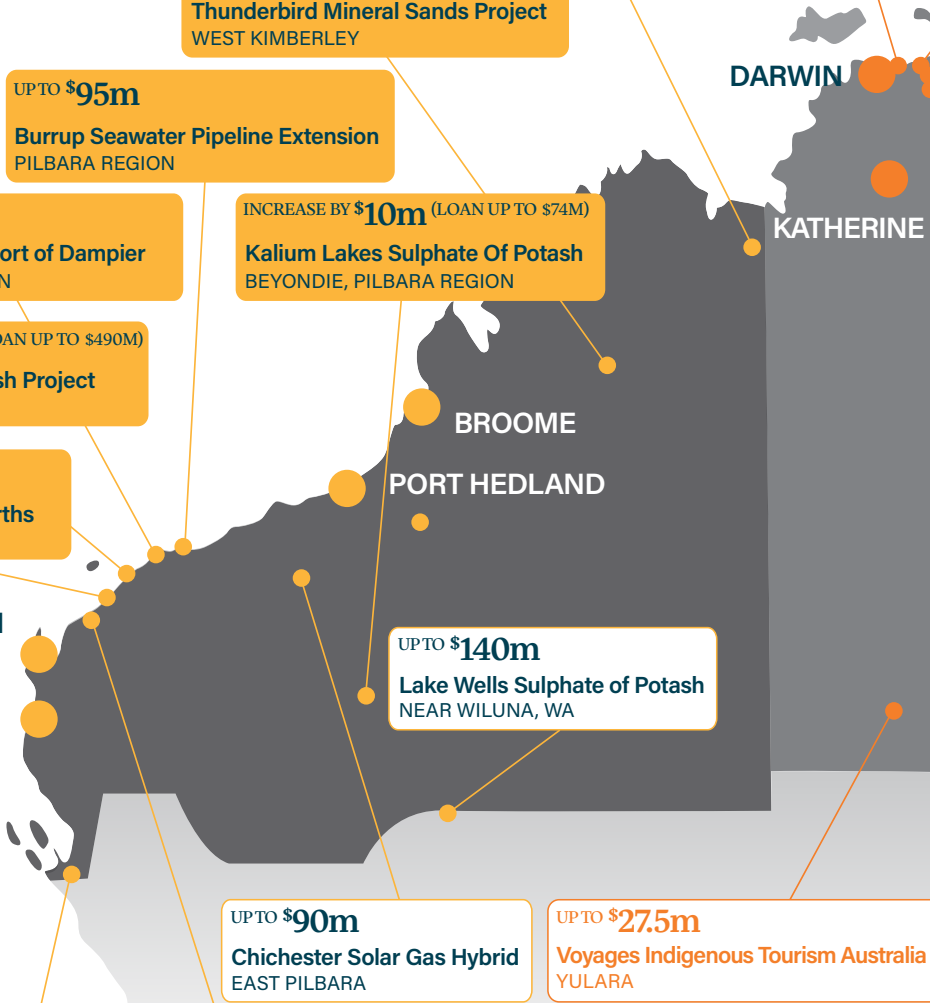 Thunderbird Mineral Sands Project
WEST KIMBERLEY
DARWIN
UP TO $95m
Burrup Seawater Pipeline Extension
PILBARA REGION
INCREASE BY $10m (LOAN UP TO $74M)
Kalium Lakes Sulphate Of Potash
BEYONDIE, PILBARA REGION
KATHERINE
ort of Dampier
N
OAN UP TO $490M)
sh Project
BROOME
PORT HEDLAND
rths
UP TO $140m
Lake Wells Sulphate of Potash
NEAR WILUNA, WA
UP TO $90m
Chichester Solar Gas Hybrid
EAST PILBARA
UP TO $27.5m
Voyages Indigenous Tourism Australia
YULARA